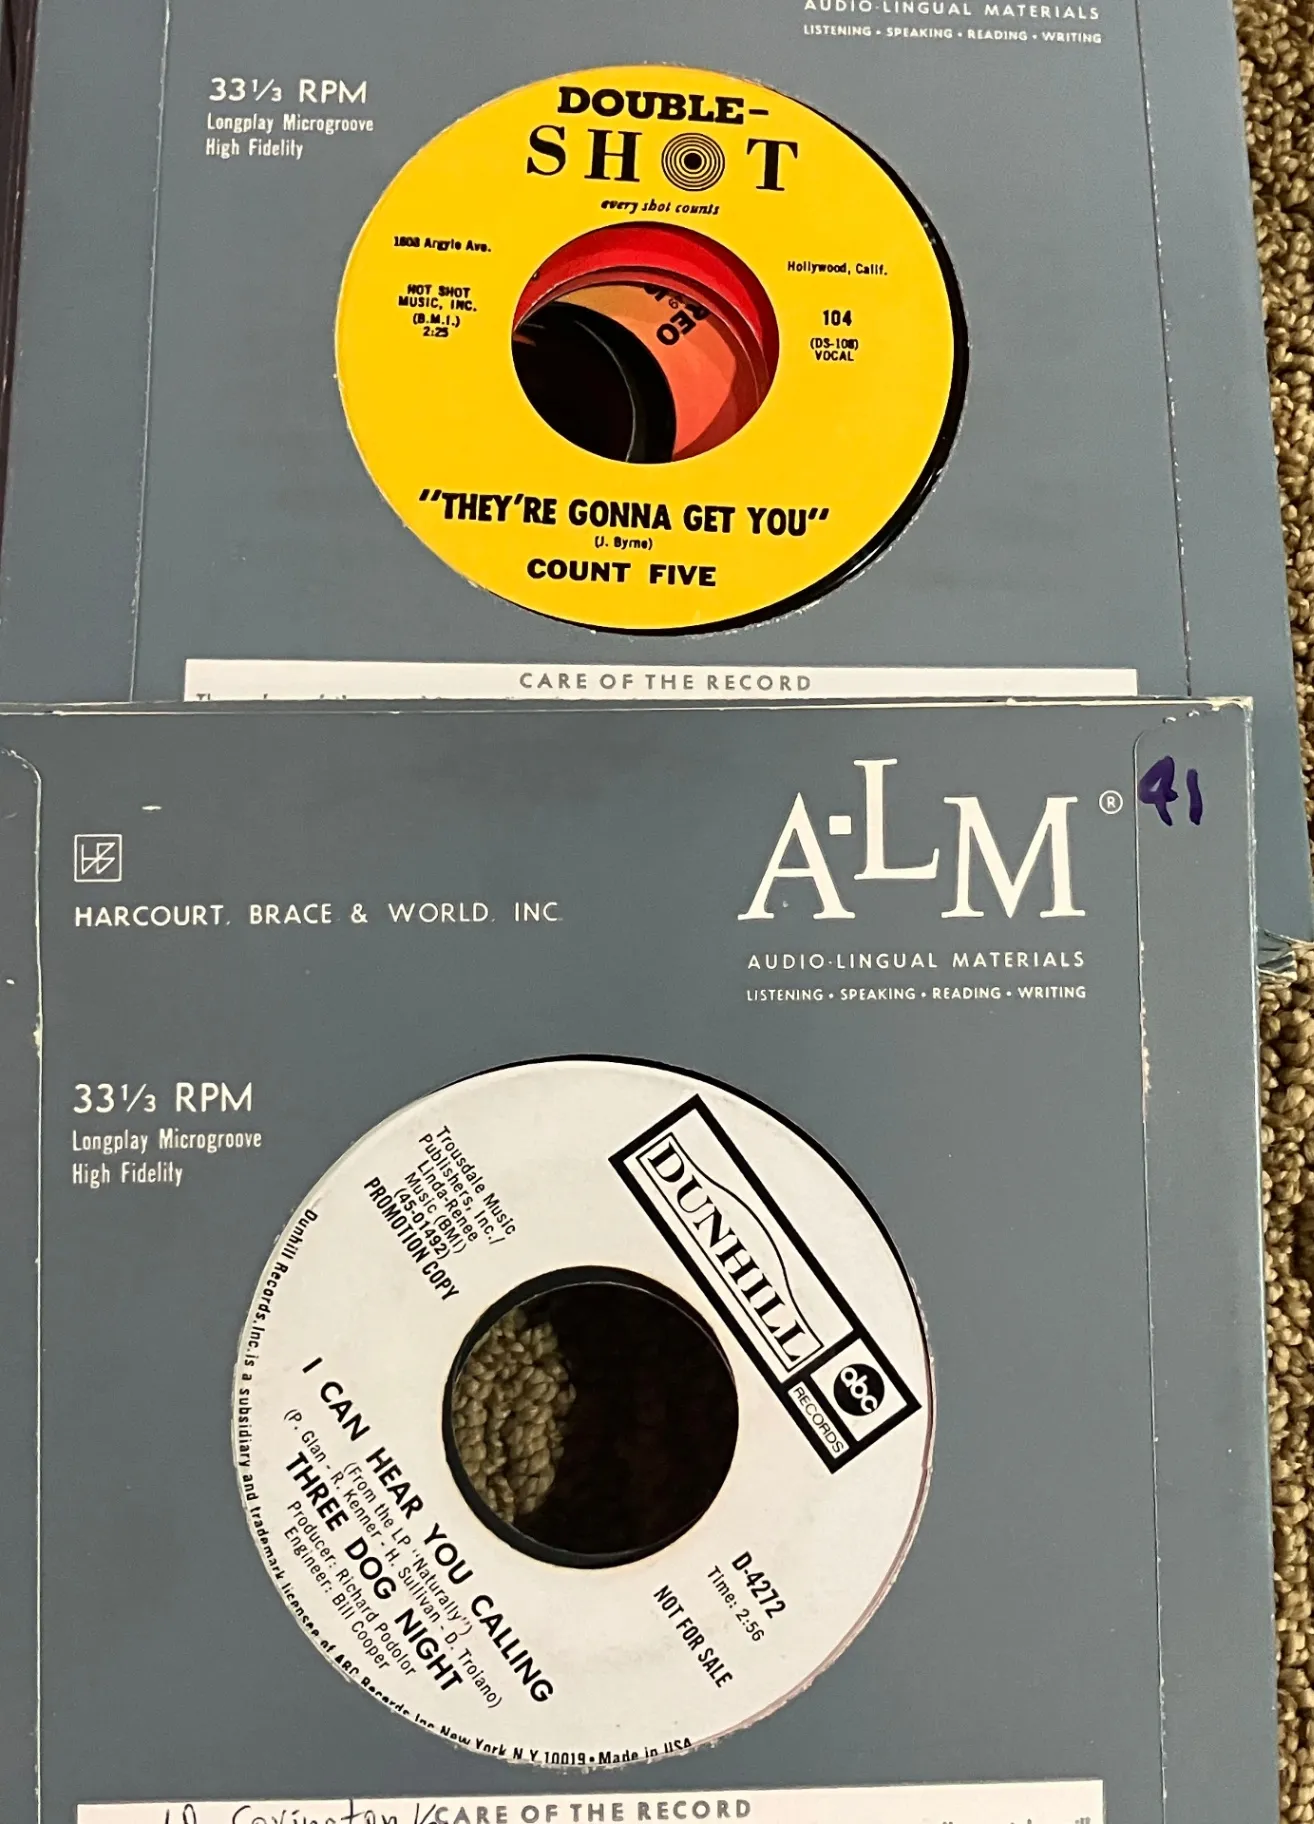 AUDIO-LINGUAL MATERIALS
LISTENING • SPEAKING • READING • WRITING
33⅓ RPM
Longplay Microgroove
High Fidelity
DOUBLE-
SHOT
every shot counts
1608 Argyle Ave.
Hollywood, Calif.
HOT SHOT
MUSIC, INC.
(B.M.I.)
2:25
104
(DS-108)
VOCAL
REO
"THEY'RE GONNA GET YOU"
(J. Byrne)
COUNT FIVE
CARE OF THE RECORD
A-LM®
41
HB
HARCOURT, BRACE & WORLD, INC
AUDIO-LINGUAL MATERIALS
LISTENING • SPEAKING • READING • WRITING
33⅓ RPM
Longplay Microgroove
High Fidelity
DUNHILL
abc
RECORDS
Trousdale Music
Publishers, Inc./
Linda-Renee
Music (BMI)
(45-01492)
PROMOTION COPY
D-4272
Time: 2:56
NOT FOR SALE
I CAN HEAR YOU CALLING
(From the LP "Naturally")
(P. Glan - R. Kenner - H. Sullivan - D. Troiano)
THREE DOG NIGHT
Producer: Richard Podolor
Engineer: Bill Cooper
Dunhill Records, Inc. is a subsidiary and trademark licensee of ABC Records Inc New York N Y 10019 • Made in USA
Covington
CARE OF THE RECORD